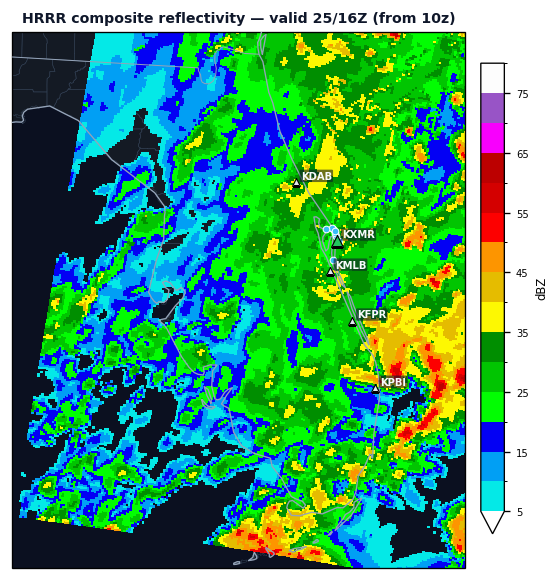 HRRR composite reflectivity — valid 25/16Z (from 10z)
KDAB
KXMR
KMLB
KFPR
KPBI
75
65
55
45
35
25
15
5
dBZ